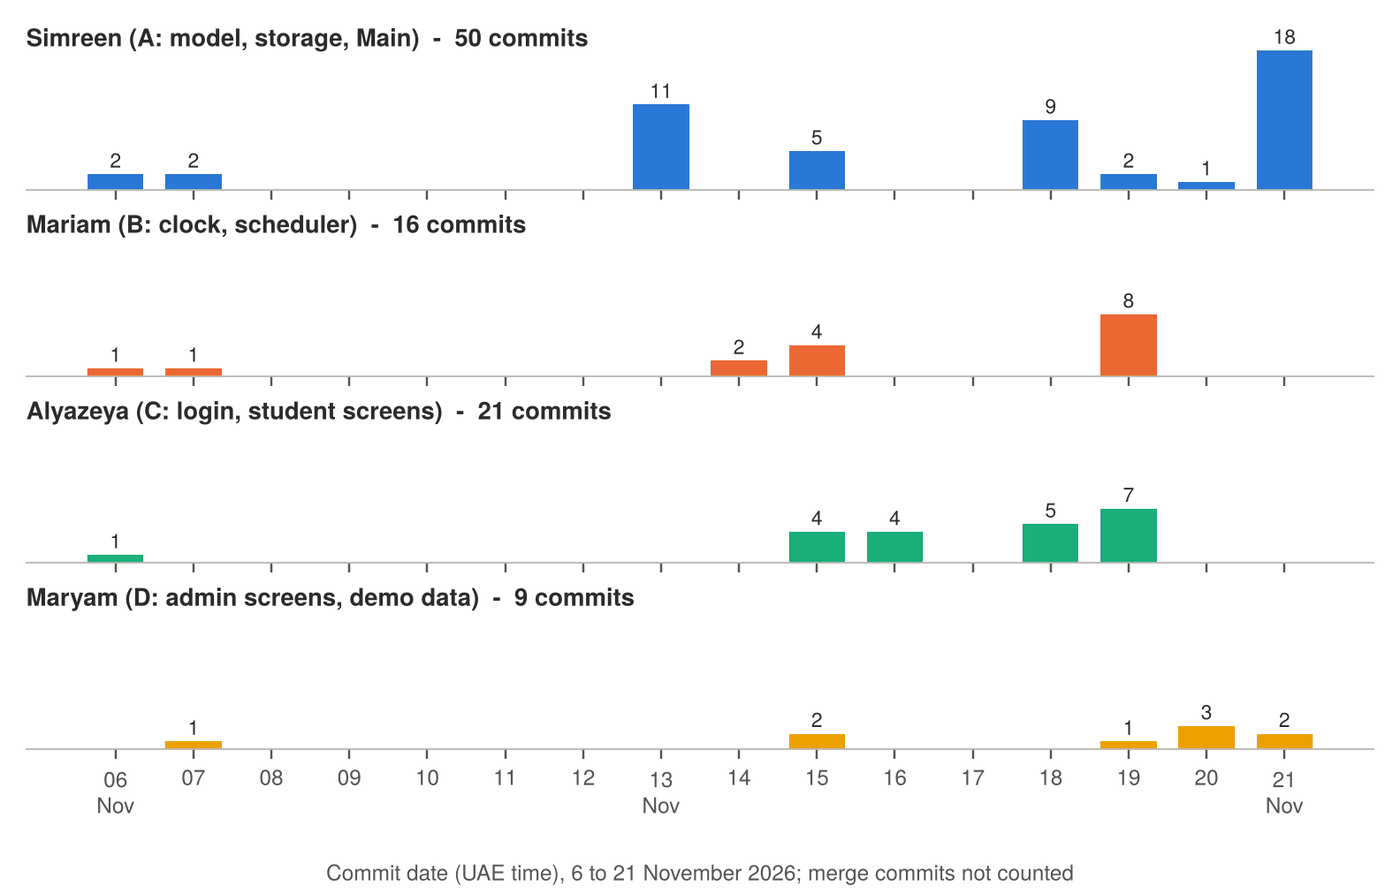 Simreen (A: model, storage, Main)  -  50 commits
18
11
9
5
2 2 2 1
Mariam (B: clock, scheduler)  -  16 commits
8
4
2
1 1
Alyazeya (C: login, student screens)  -  21 commits
7
5
4 4
1
Maryam (D: admin screens, demo data)  -  9 commits
3
2 2
1 1
06 07 08 09 10 11 12 13 14 15 16 17 18 19 20 21
Nov Nov Nov
Commit date (UAE time), 6 to 21 November 2026; merge commits not counted